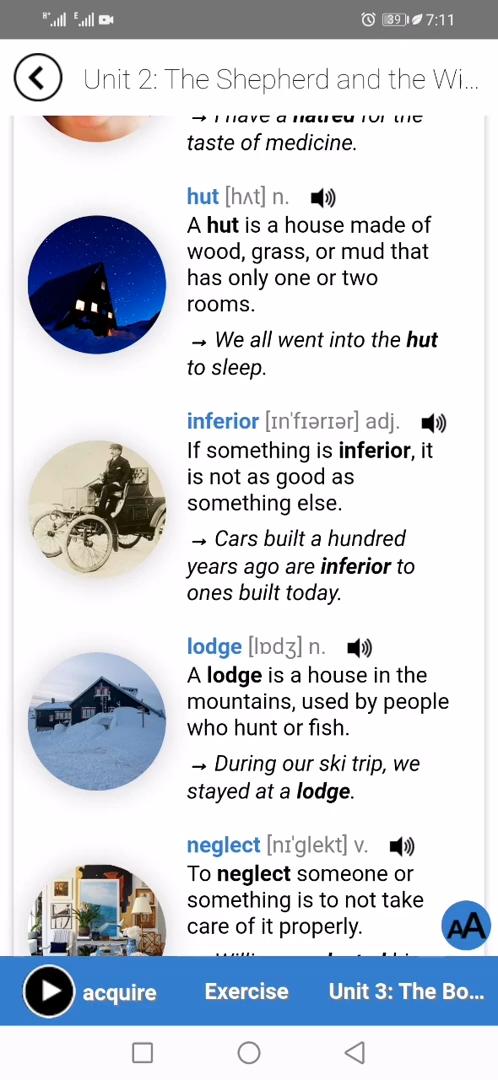 39 7:11
Unit 2: The Shepherd and the Wi...
→ I have a hatred for the
taste of medicine.
hut [hʌt] n.
A hut is a house made of
wood, grass, or mud that
has only one or two
rooms.
→ We all went into the hut
to sleep.
inferior [ɪnˈfɪərɪər] adj.
If something is inferior, it
is not as good as
something else.
→ Cars built a hundred
years ago are inferior to
ones built today.
lodge [lɒdʒ] n.
A lodge is a house in the
mountains, used by people
who hunt or fish.
→ During our ski trip, we
stayed at a lodge.
neglect [nɪˈglekt] v.
To neglect someone or
something is to not take
care of it properly.
AA
acquire Exercise Unit 3: The Bo...